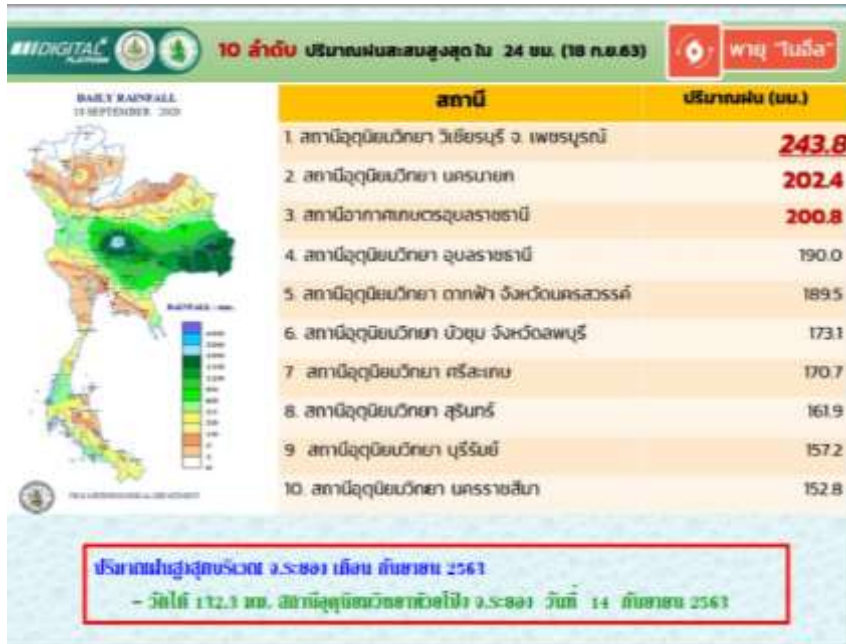 DIGITAL PLATFORM
10 ลำดับ ปริมาณฝนสะสมสูงสุดใน 24 ชม. (18 ก.ย.63)
พายุ "โนอึล"
DAILY RAINFALL
18 SEPTEMBER 2020
RAINFALL : mm.
สถานี ปริมาณฝน (มม.)
1. สถานีอุตุนิยมวิทยา วิเชียรบุรี จ. เพชรบูรณ์ 243.8
2. สถานีอุตุนิยมวิทยา นครนายก 202.4
3. สถานีอากาศเกษตรอุบลราชธานี 200.8
4. สถานีอุตุนิยมวิทยา อุบลราชธานี 190.0
5. สถานีอุตุนิยมวิทยา ตากฟ้า จังหวัดนครสวรรค์ 189.5
6. สถานีอุตุนิยมวิทยา บัวชุม จังหวัดลพบุรี 173.1
7 สถานีอุตุนิยมวิทยา ศรีสะเกษ 170.7
8. สถานีอุตุนิยมวิทยา สุรินทร์ 161.9
9 สถานีอุตุนิยมวิทยา บุรีรัมย์ 157.2
10. สถานีอุตุนิยมวิทยา นครราชสีมา 152.8
THAI METEOROLOGICAL DEPARTMENT
ปริมาณฝนสูงสุดบริเวณ จ.ระยอง เดือน กันยายน 2563
- วัดได้ 132.3 มม. สถานีอุตุนิยมวิทยาห้วยโป่ง จ.ระยอง วันที่ 14 กันยายน 2563